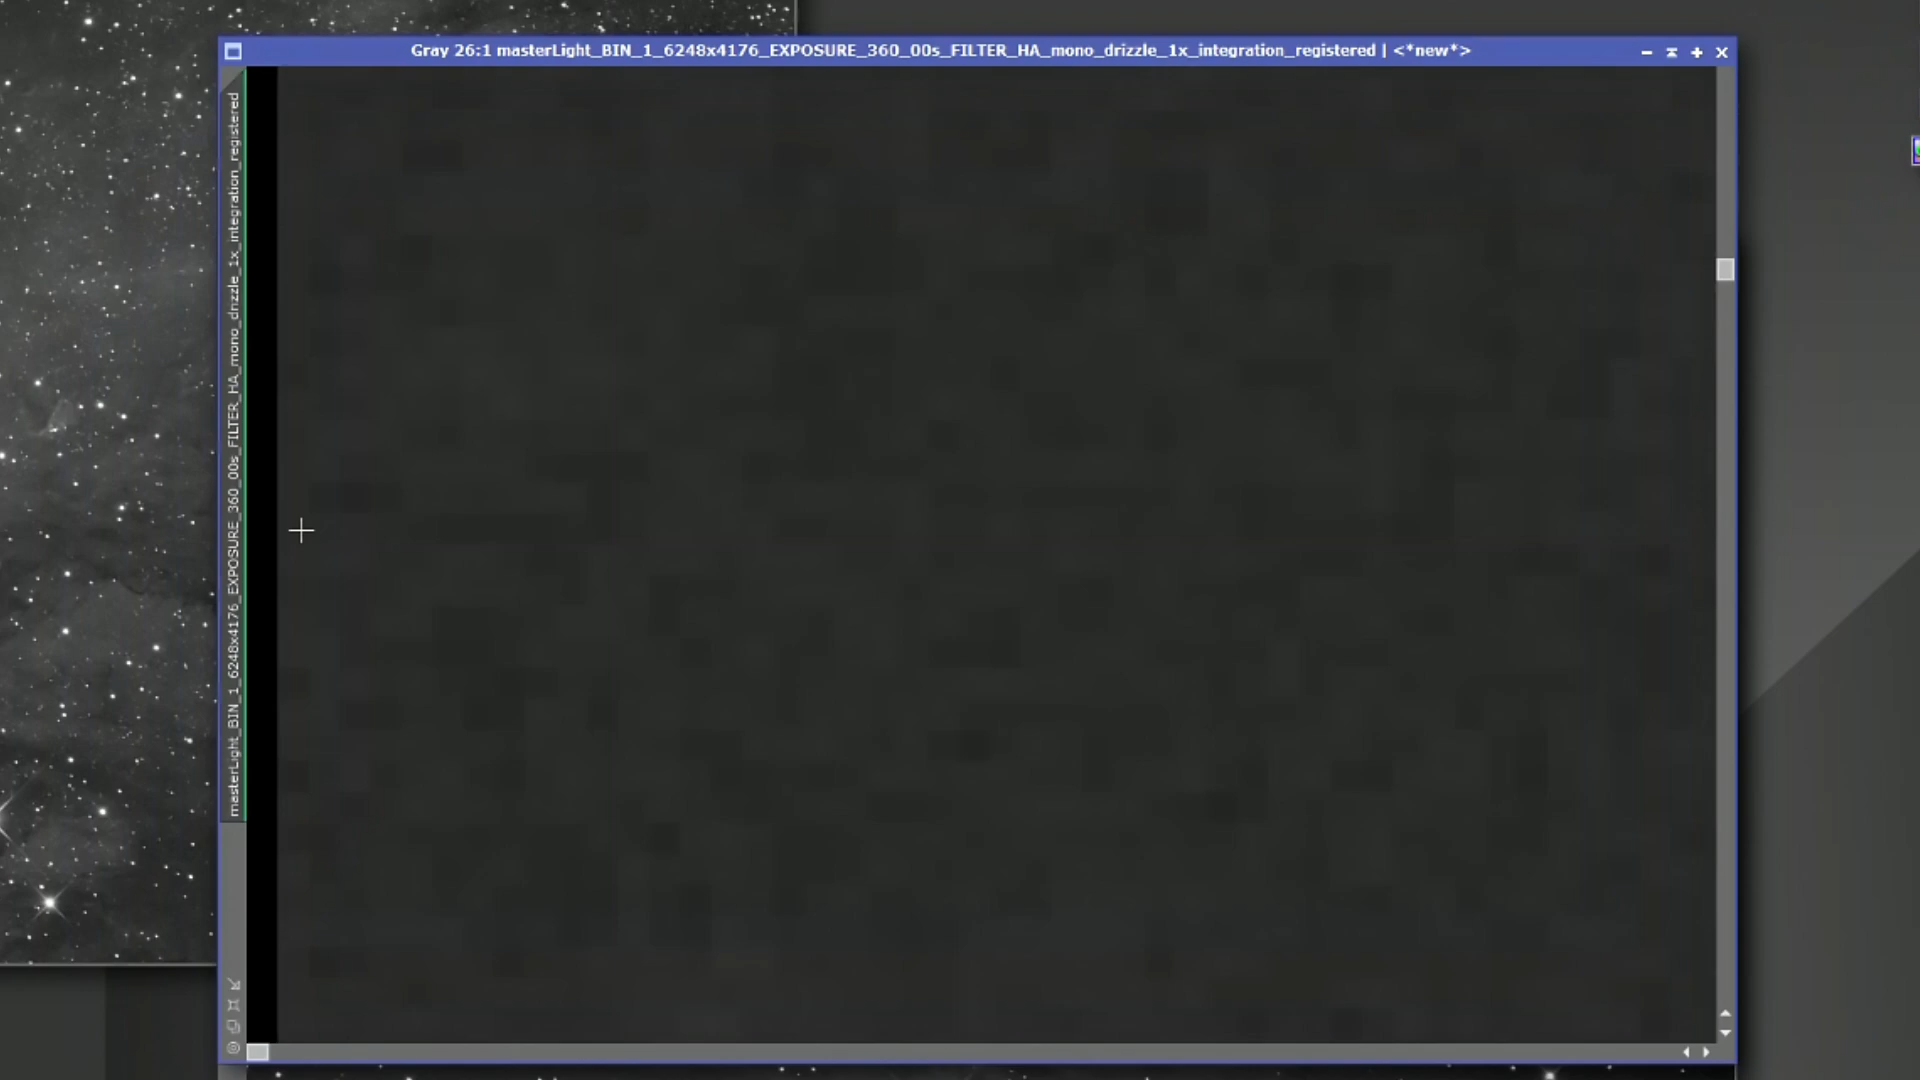 Gray 26:1 masterLight_BIN_1_6248x4176_EXPOSURE_360_00s_FILTER_HA_mono_drizzle_1x_integration_registered | <*new*>
masterLight_BIN_1_6248x4176_EXPOSURE_360_00s_FILTER_HA_mono_drizzle_1x_integration_registered